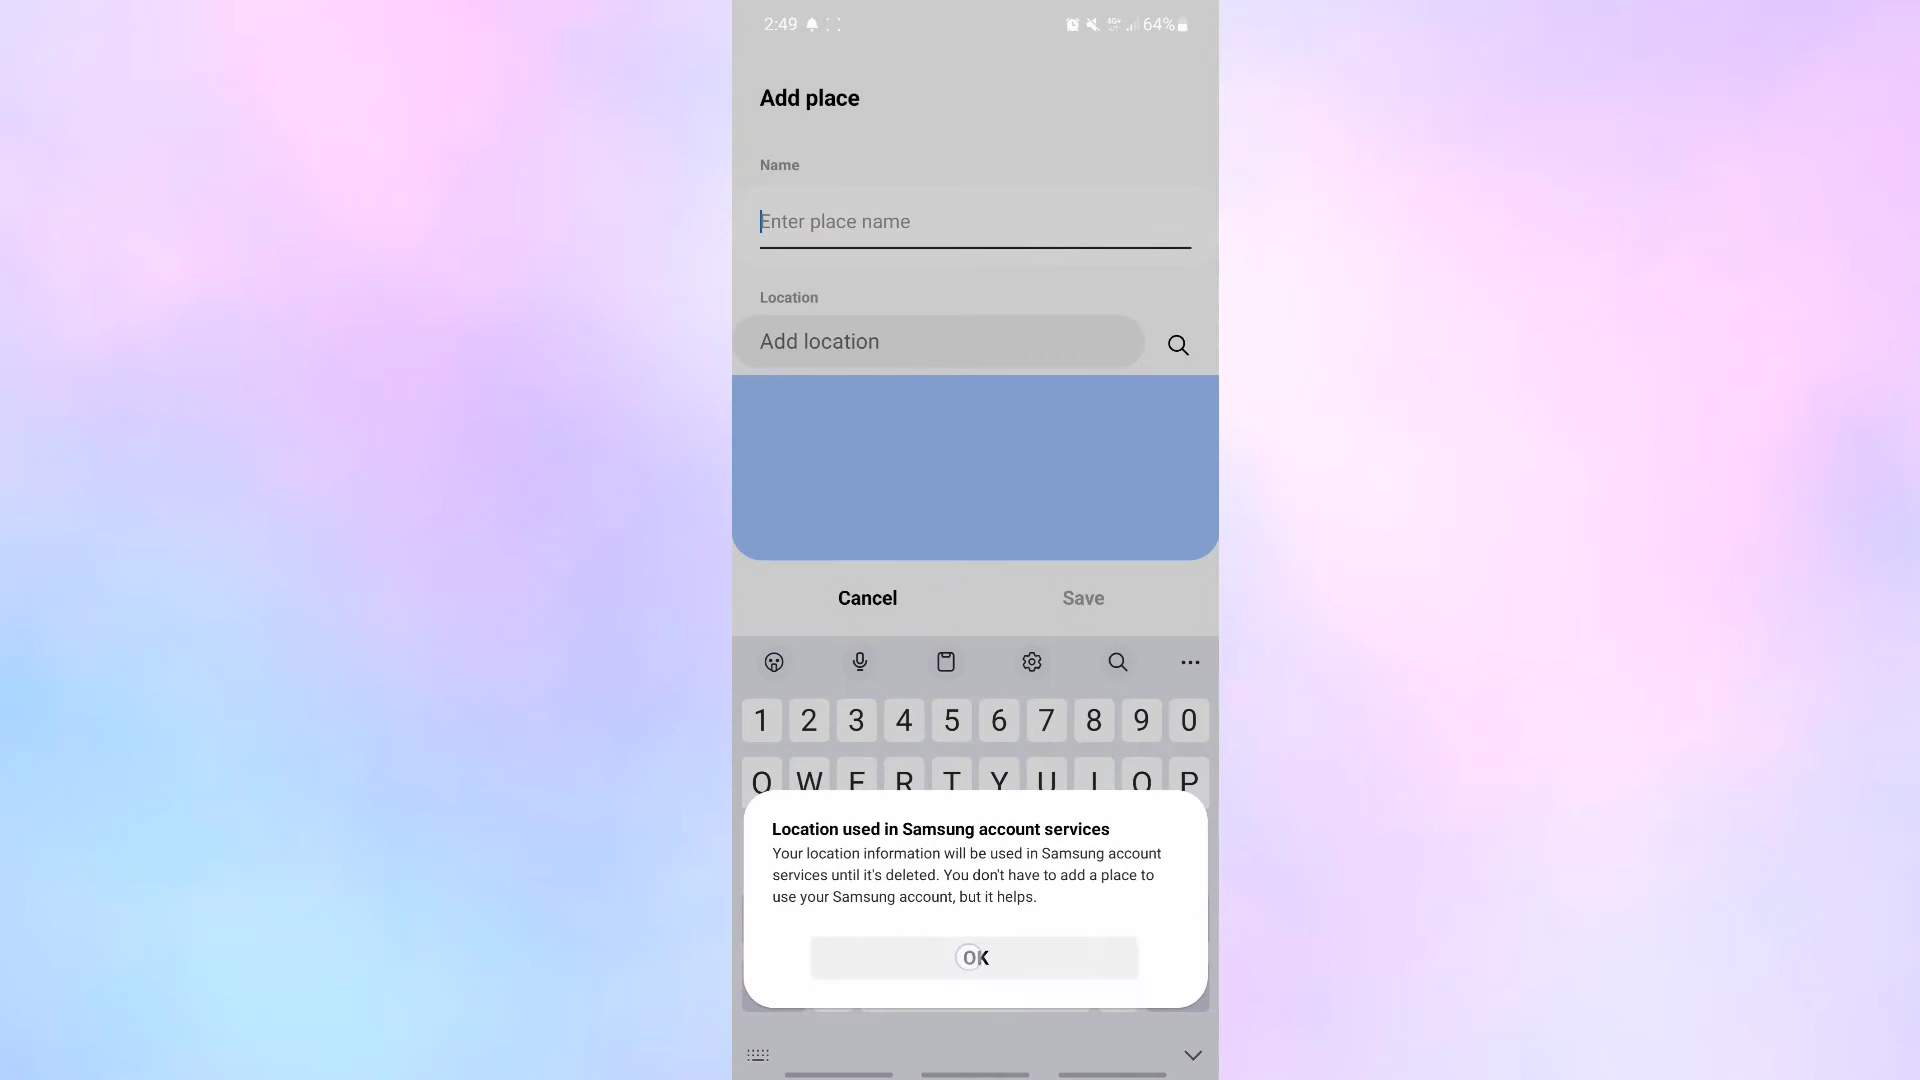 2:49
4G+ 64%
Add place
Name
Enter place name
Location
Add location
Cancel Save
1 2 3 4 5 6 7 8 9 0
Q W E R T Y U I O P
Location used in Samsung account services
Your location information will be used in Samsung account
services until it's deleted. You don't have to add a place to
use your Samsung account, but it helps.
OK